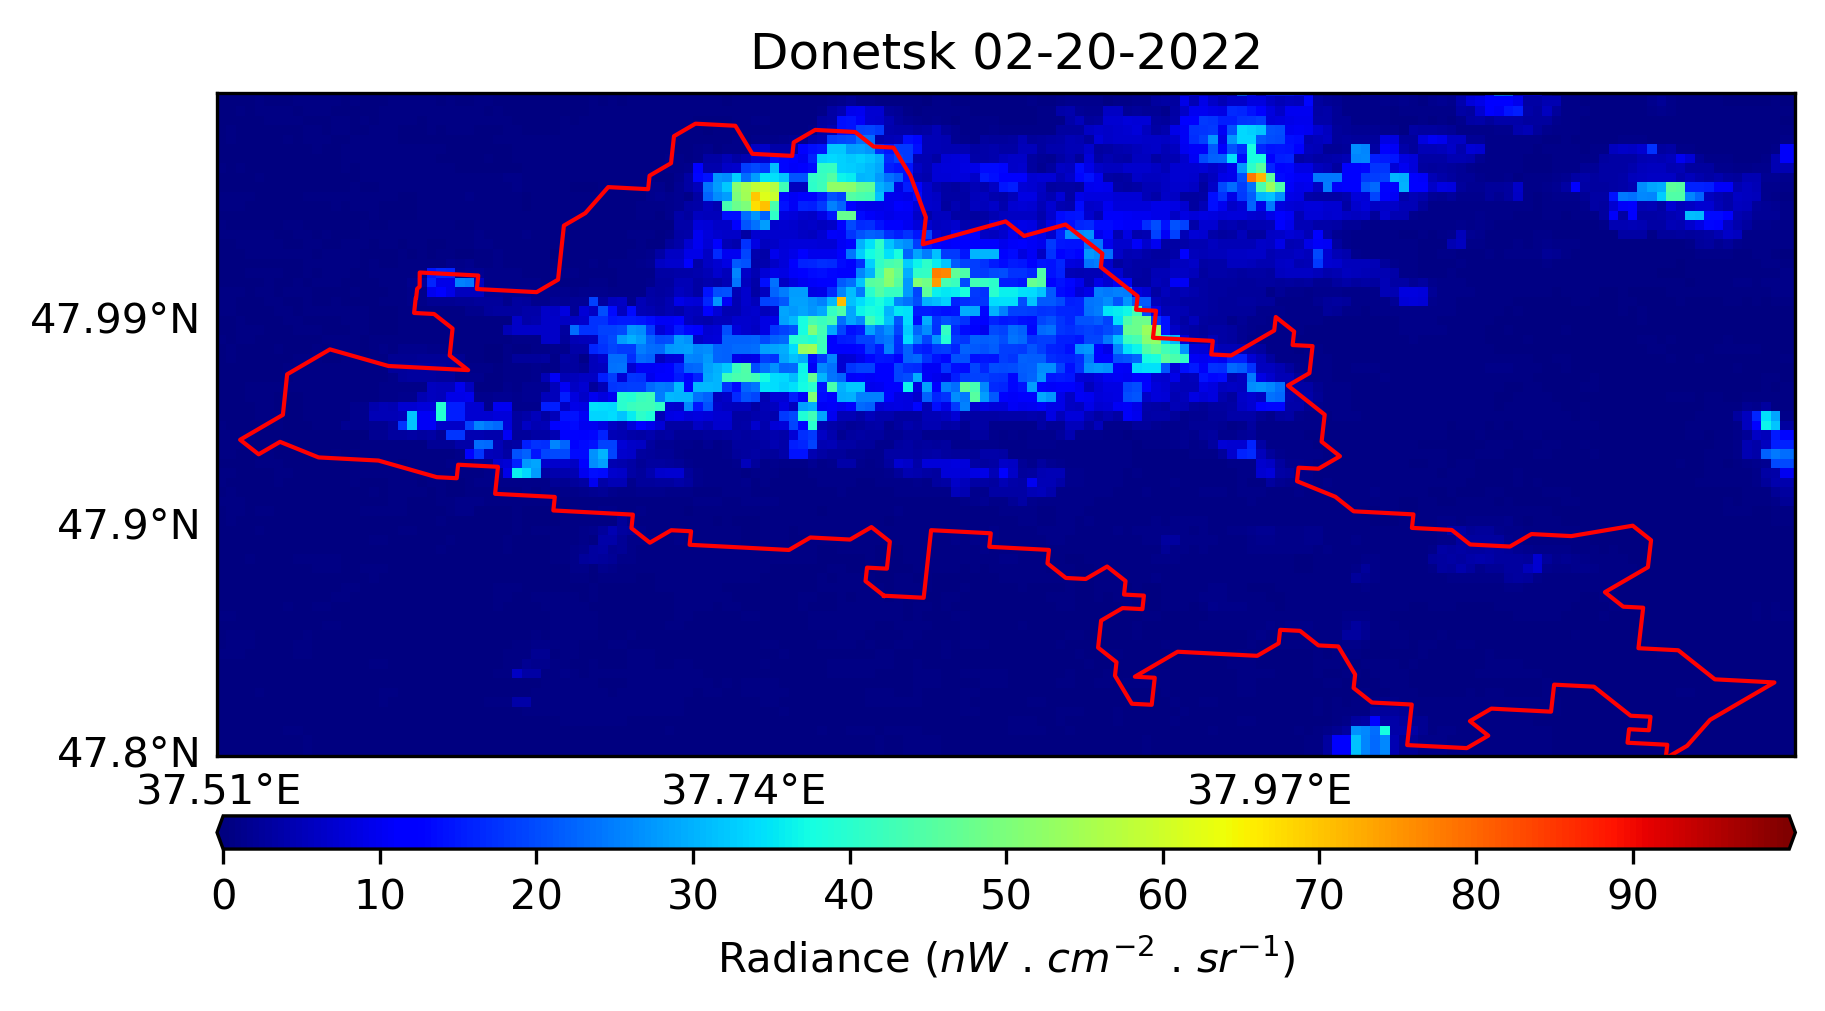 Donetsk 02-20-2022
47.99°N
47.9°N
47.8°N
37.51°E 37.74°E 37.97°E
0 10 20 30 40 50 60 70 80 90
Radiance (nW . cm⁻² . sr⁻¹)